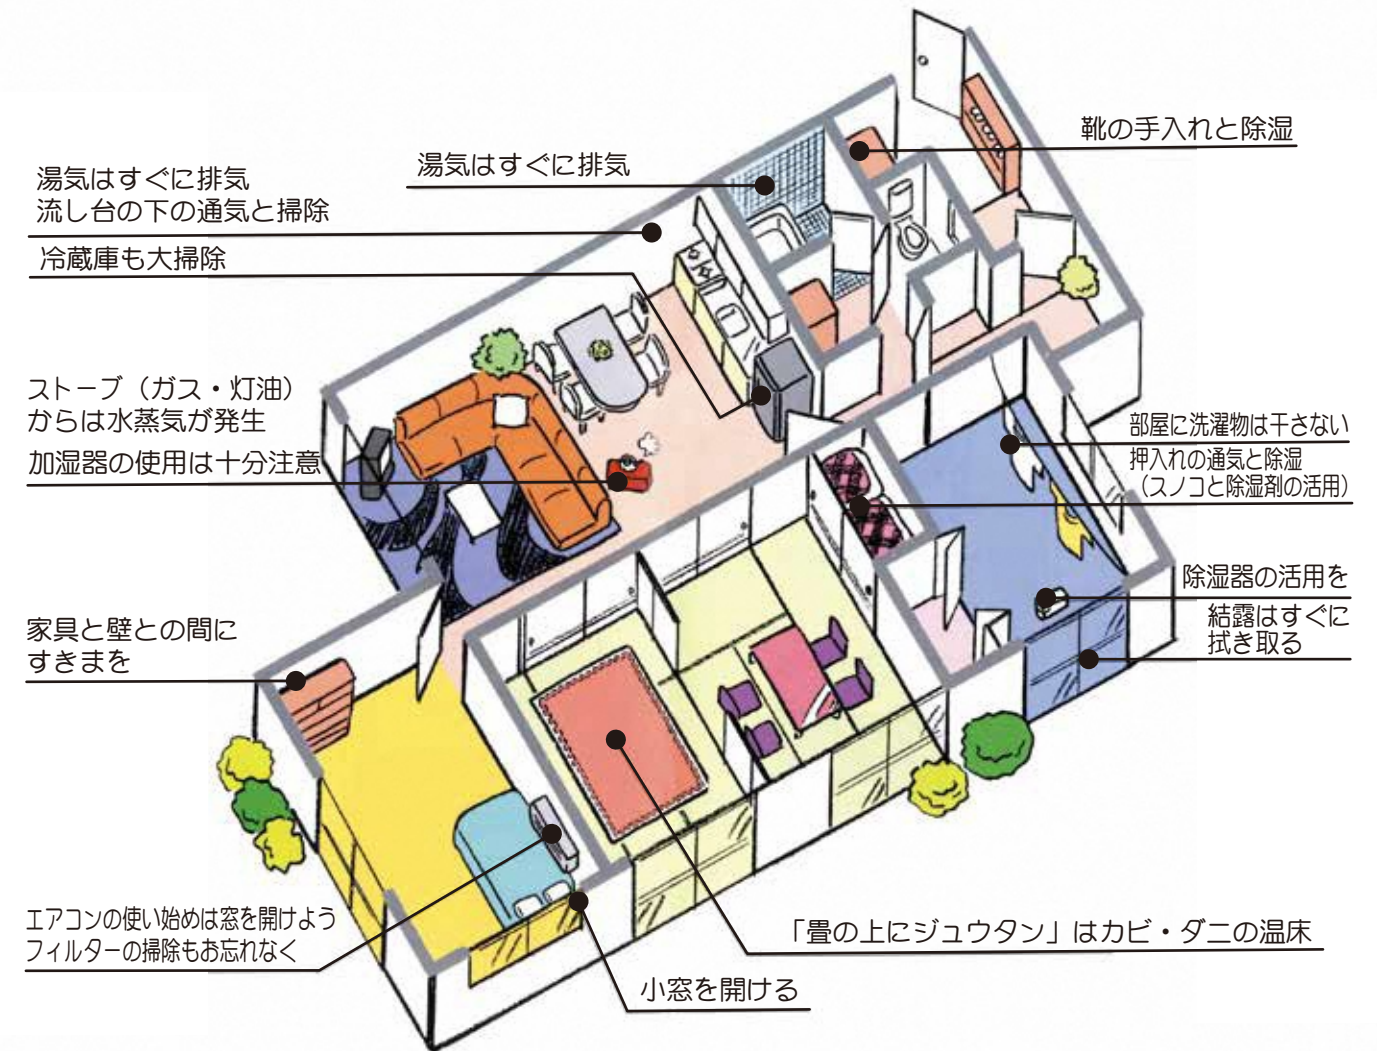 湯気はすぐに排気
流し台の下の通気と掃除
冷蔵庫も大掃除
湯気はすぐに排気
靴の手入れと除湿
ストーブ（ガス・灯油）
からは水蒸気が発生
加湿器の使用は十分注意
部屋に洗濯物は干さない
押入れの通気と除湿
（スノコと除湿剤の活用）
除湿器の活用を
結露はすぐに
拭き取る
家具と壁との間に
すきまを
エアコンの使い始めは窓を開けよう
フィルターの掃除もお忘れなく
「畳の上にジュウタン」はカビ・ダニの温床
小窓を開ける